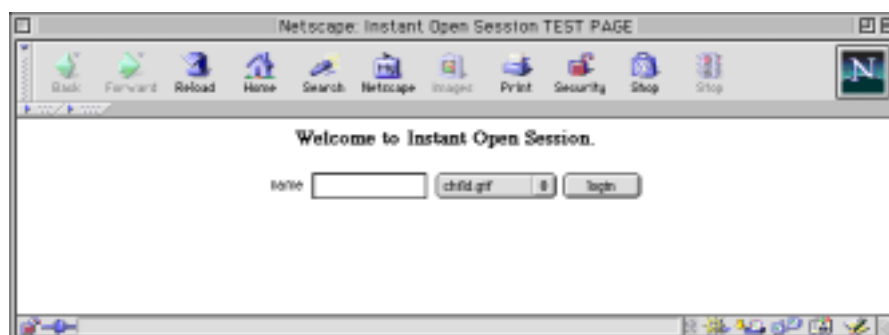 Netscape: Instant Open Session TEST PAGE
Back Forward Reload Home Search Netscape Images Print Security Shop Stop
N
Welcome to Instant Open Session.
name child.gif login